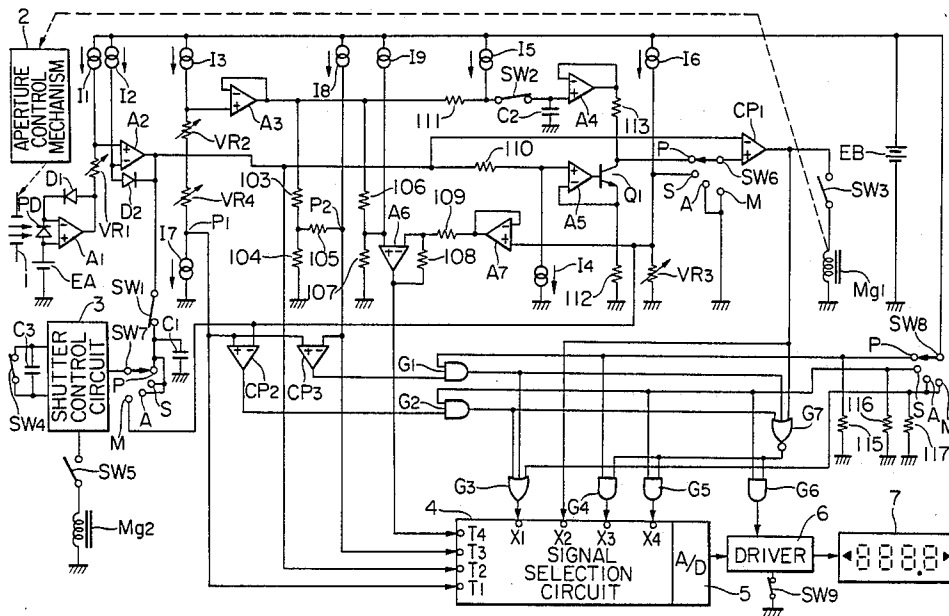 2
APERTURE CONTROL MECHANISM
I1
I2
I3
I8
I9
I5
I6
A2
A3
SW2
A4
C2
111
113
CP1
VR2
D1
PD
D2
VR1
A1
1
EA
VR4
P1
I7
103
P2
105
104
106
A6
109
107
108
A7
110
A5
Q1
I4
112
VR3
P
S
A
M
SW6
EB
SW3
Mg1
3
SW1
SW7
C3
C1
SHUTTER CONTROL CIRCUIT
P
S
A
M
SW4
SW5
Mg2
CP2
CP3
G1
G2
G7
P
SW8
S
A
M
116
115
117
G3
G4
G5
G6
4
X1
X2
X3
X4
T4
T3
T2
T1
SIGNAL SELECTION CIRCUIT
A/D
5
6
DRIVER
SW9
7
888.8